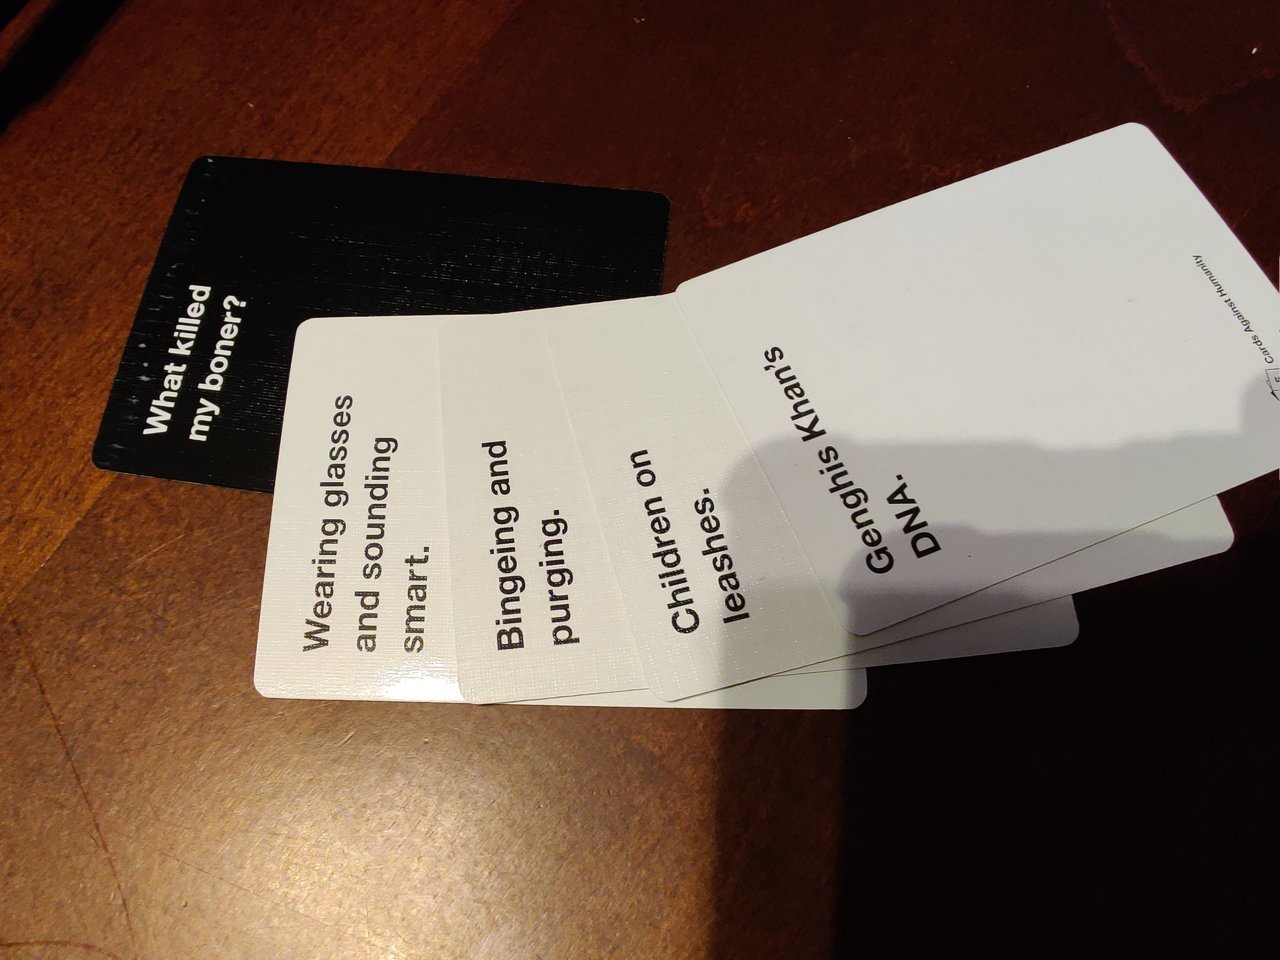 What killed
my boner?
Wearing glasses
and sounding
smart.
Bingeing and
purging.
Children on
leashes.
Genghis Khan's
DNA.
Cards Against Humanity